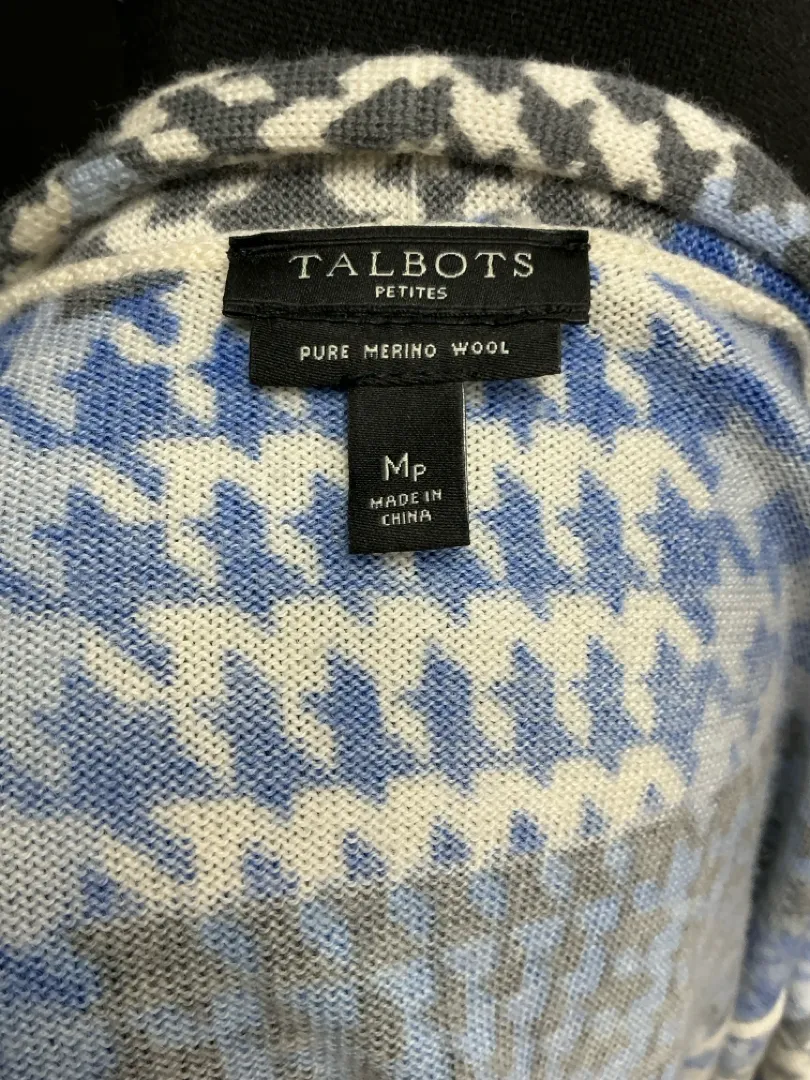 TALBOTS
PETITES
PURE MERINO WOOL
MP
MADE IN
CHINA